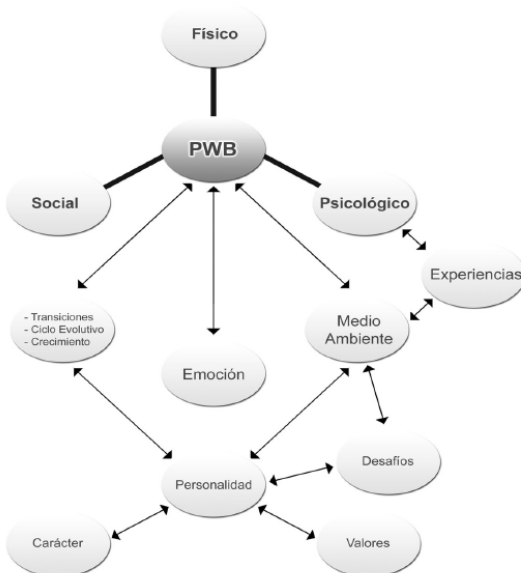 Físico
PWB
Social
Psicológico
Experiencias
- Transiciones
- Ciclo Evolutivo
- Crecimiento
Medio
Ambiente
Emoción
Desafíos
Personalidad
Carácter
Valores